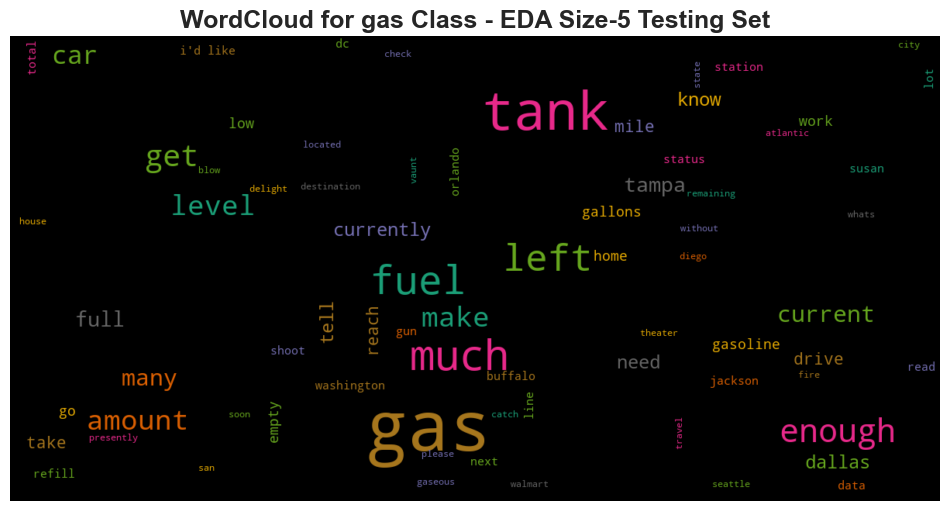 WordCloud for gas Class - EDA Size-5 Testing Set
total
car
i'd like
dc
check
city
station
state
lot
tank
know
mile
work
atlantic
low
located
get
blow
vaunt
orlando
status
susan
delight
destination
tampa
remaining
level
gallons
whats
house
currently
without
left
home
diego
fuel
full
tell
reach
gun
make
current
theater
gasoline
shoot
much
need
drive
read
many
washington
buffalo
jackson
fire
go
amount
soon
empty
gas
catch
line
enough
take
presently
travel
please
next
dallas
refill
san
gaseous
walmart
seattle
data